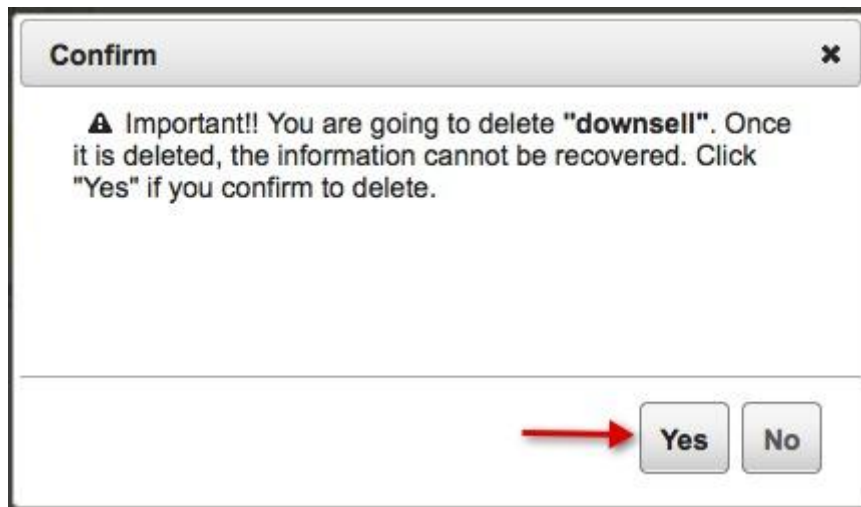 Confirm
Important!! You are going to delete "downsell". Once
it is deleted, the information cannot be recovered. Click
"Yes" if you confirm to delete.
Yes No